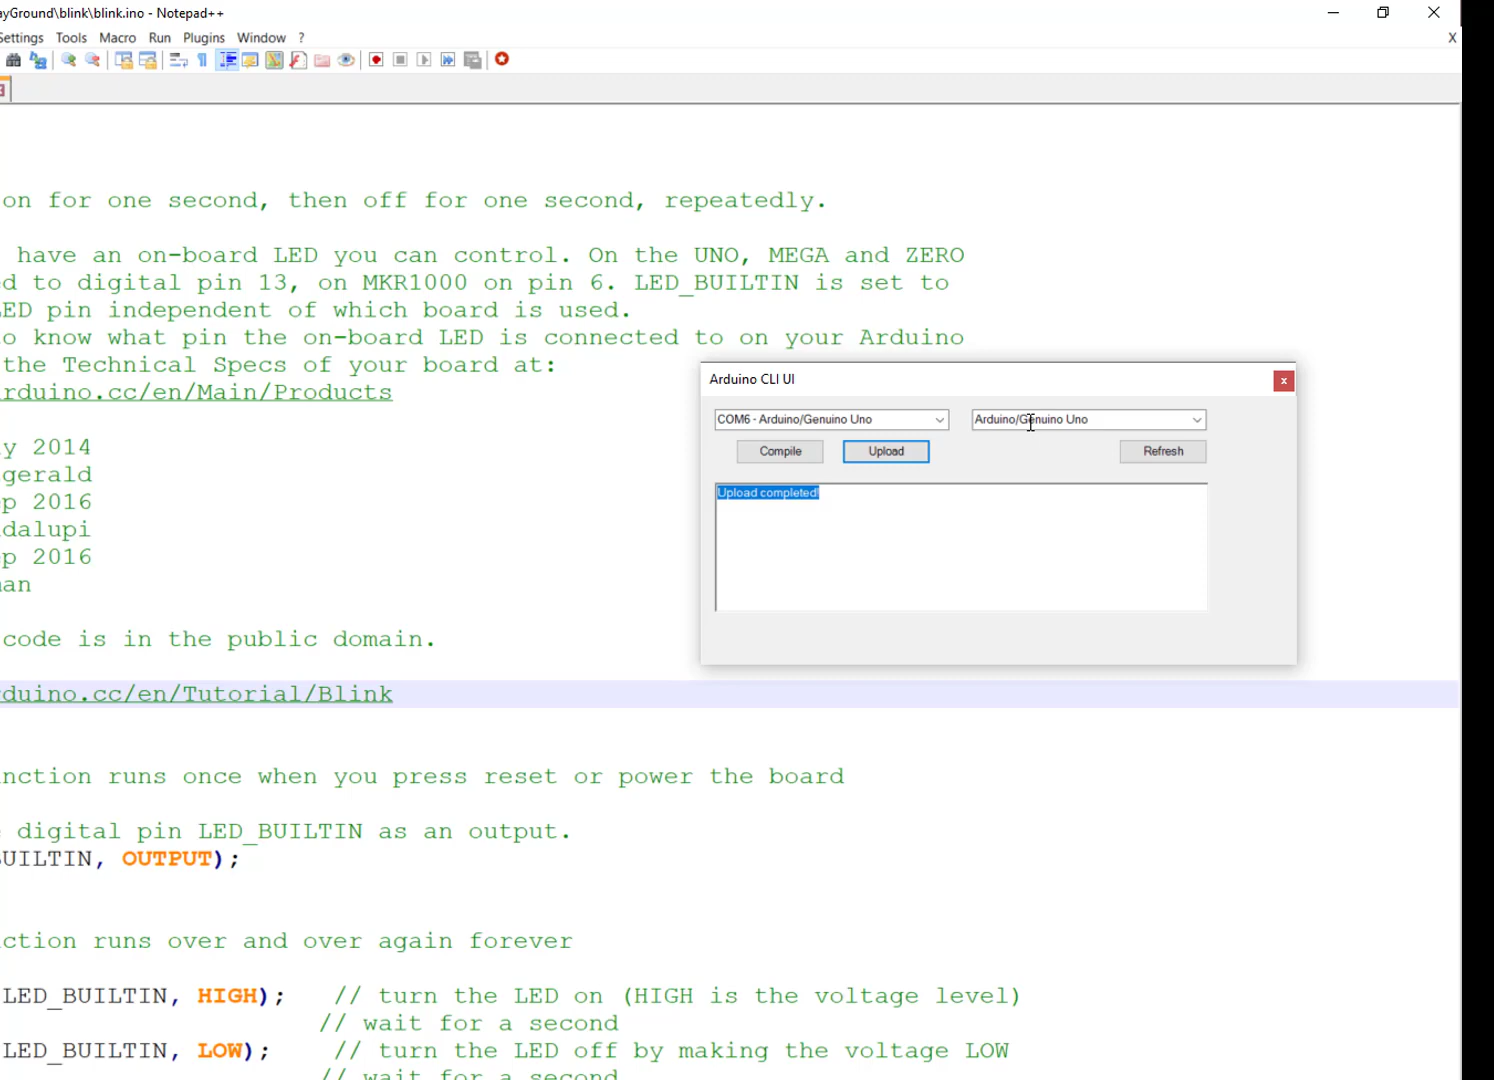 ayGround\blink\blink.ino - Notepad++
Settings Tools Macro Run Plugins Window ? X
on for one second, then off for one second, repeatedly.
have an on-board LED you can control. On the UNO, MEGA and ZERO
d to digital pin 13, on MKR1000 on pin 6. LED_BUILTIN is set to
LED pin independent of which board is used.
o know what pin the on-board LED is connected to on your Arduino
the Technical Specs of your board at:
rduino.cc/en/Main/Products
y 2014
gerald
p 2016
dalupi
p 2016
man
code is in the public domain.
rduino.cc/en/Tutorial/Blink
nction runs once when you press reset or power the board
digital pin LED_BUILTIN as an output.
BUILTIN, OUTPUT);
ction runs over and over again forever
LED_BUILTIN, HIGH); // turn the LED on (HIGH is the voltage level)
// wait for a second
LED_BUILTIN, LOW); // turn the LED off by making the voltage LOW
// wait for a second
Arduino CLI UI
COM6 - Arduino/Genuino Uno
Arduino/Genuino Uno
Compile
Upload
Refresh
Upload completed!